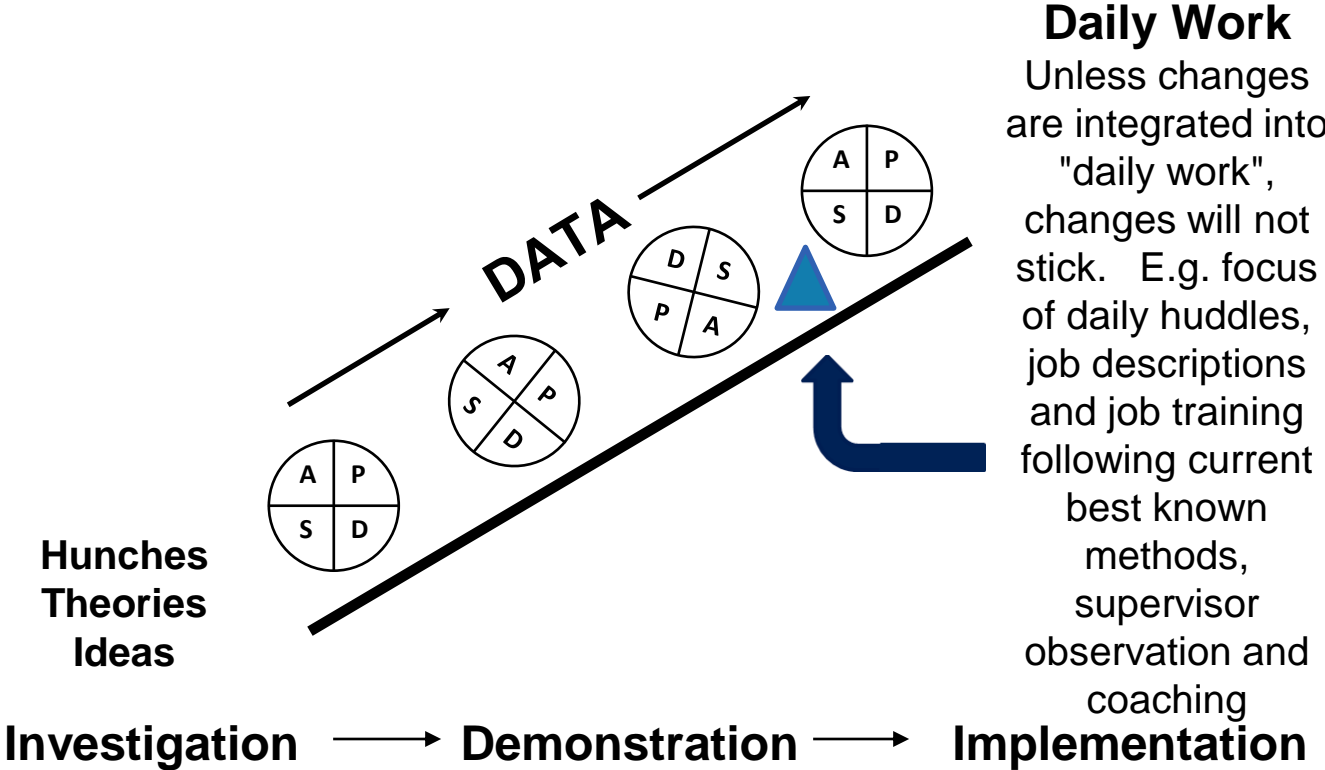 Daily Work
Unless changes
are integrated into
"daily work",
changes will not
stick. E.g. focus
of daily huddles,
job descriptions
and job training
following current
best known
methods,
supervisor
observation and
coaching
DATA
A P
S D
D S
P A
A P
S D
A P
S D
Hunches
Theories
Ideas
Investigation Demonstration Implementation